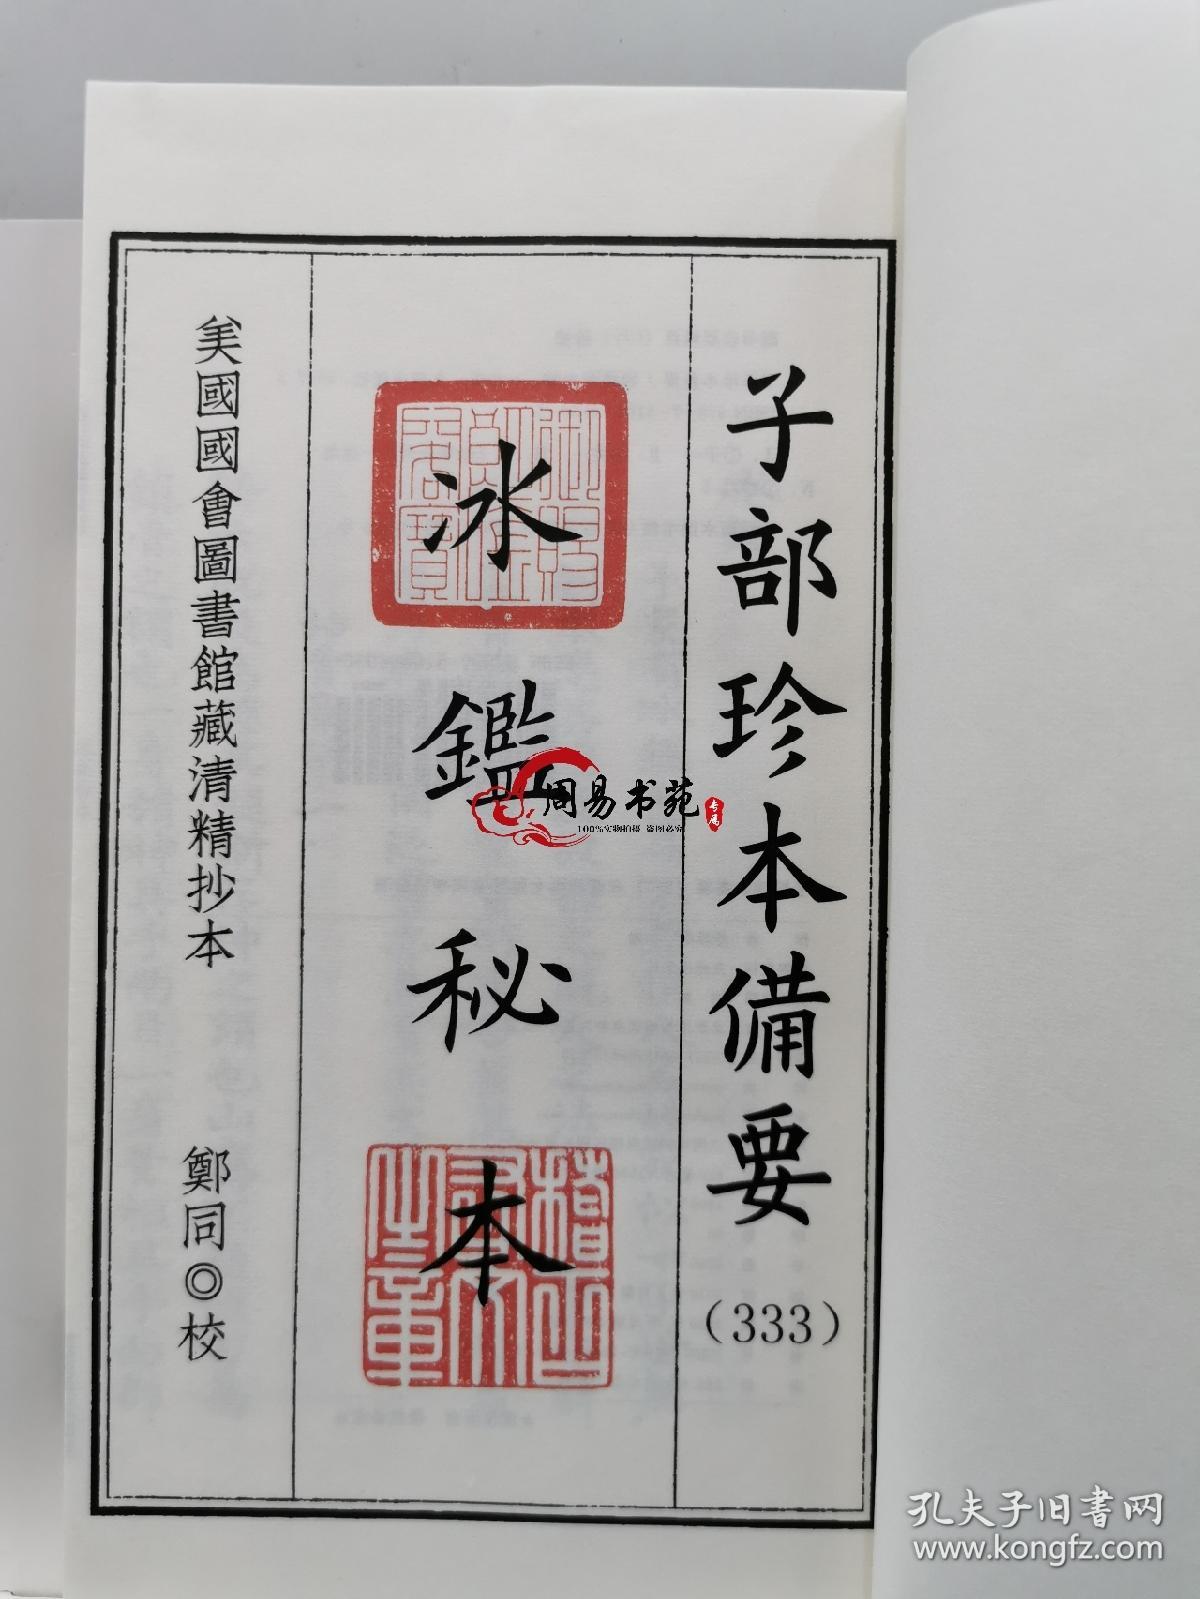 子部珍本備要
（333）
冰鑑秘本
美國國會圖書館藏清精抄本
鄭同◎校
周易书苑
专属
孔夫子旧书网
www.kongfz.com